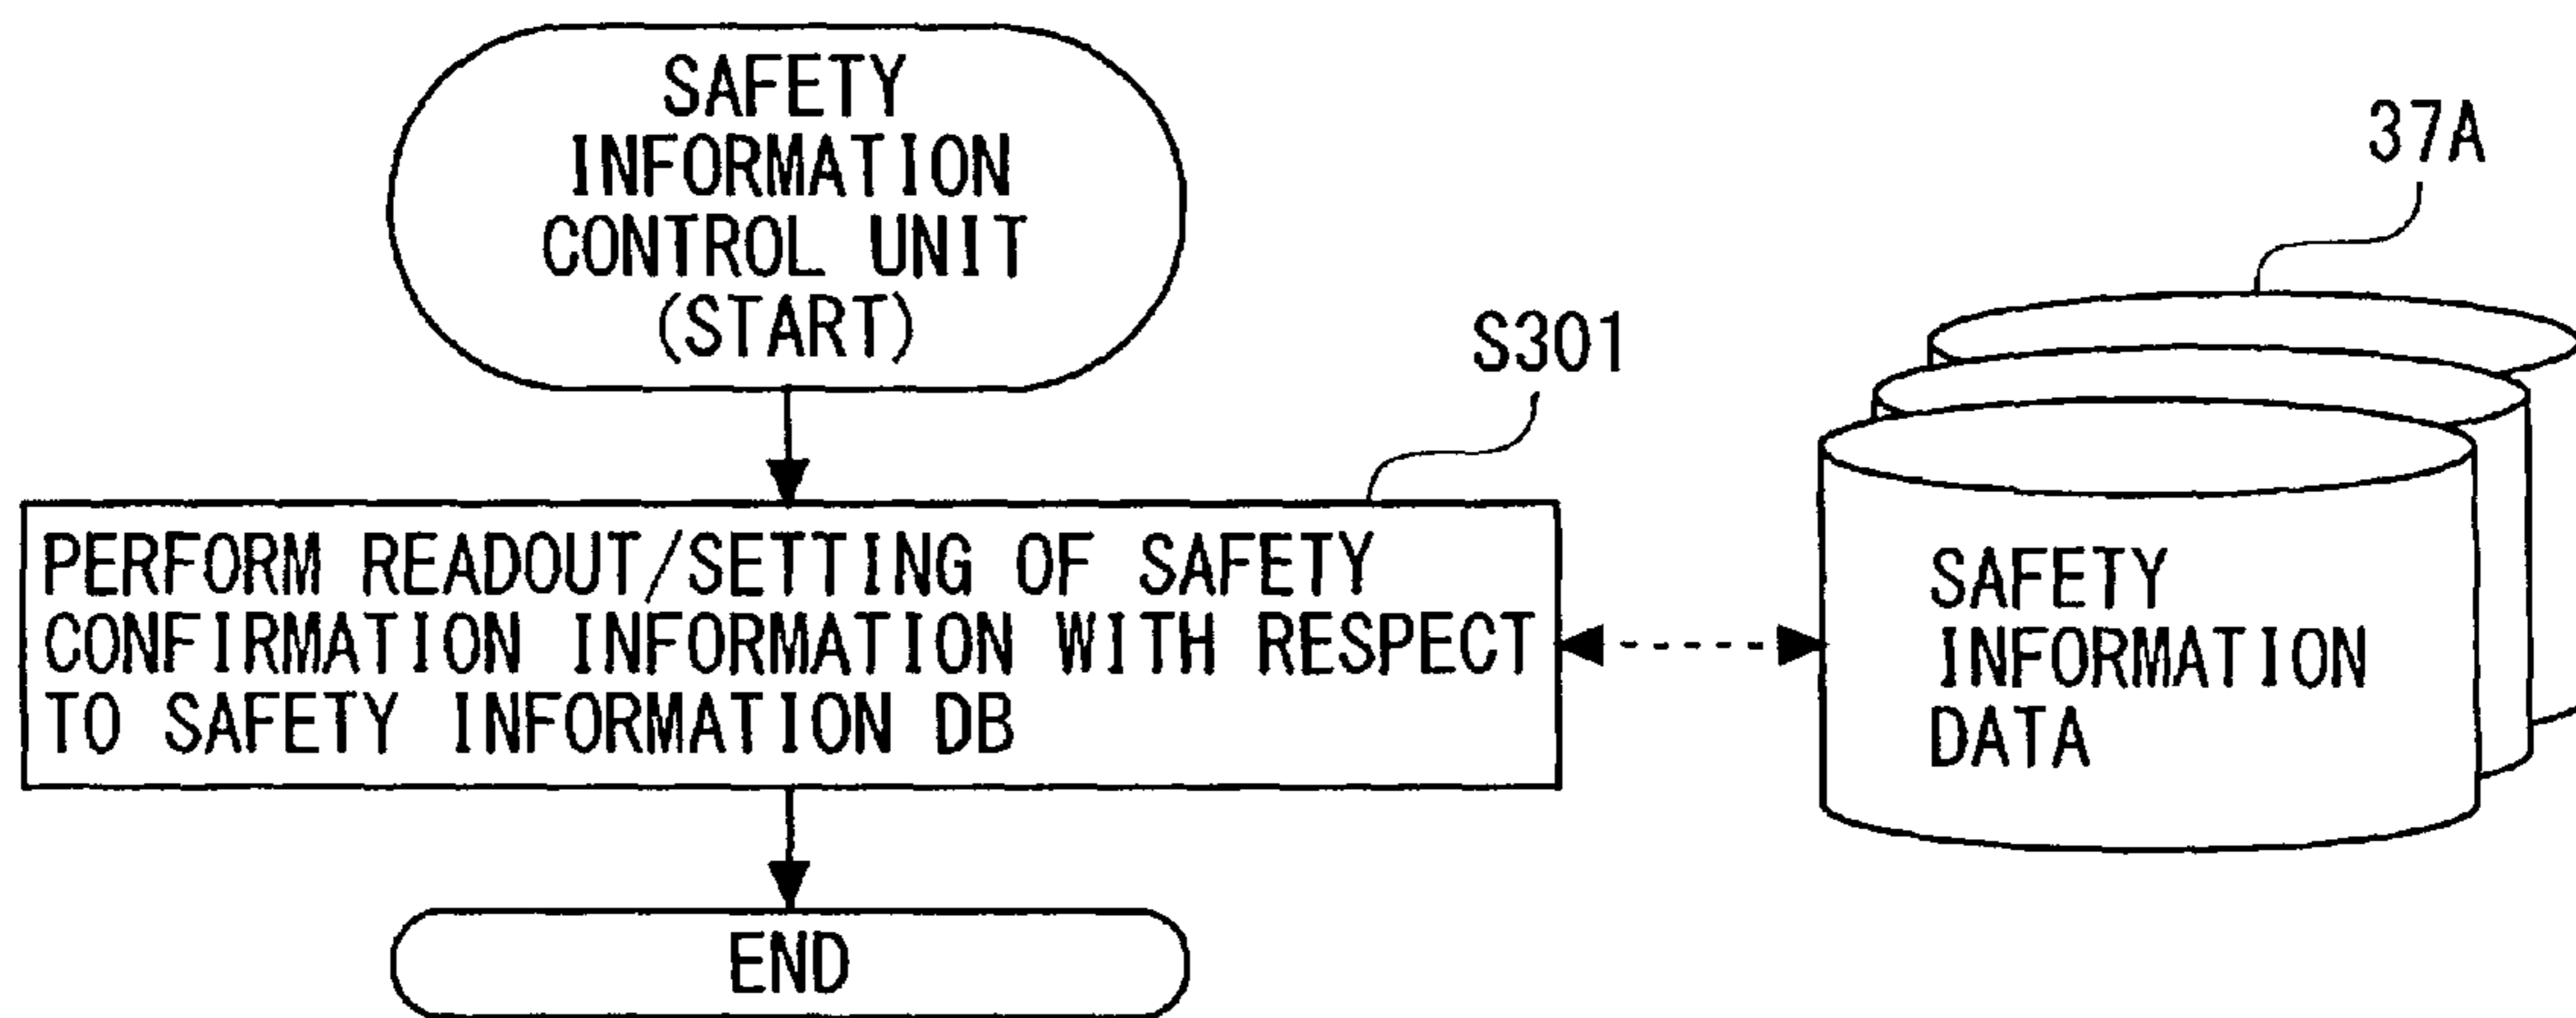 SAFETY
INFORMATION
CONTROL UNIT
(START)
37A
S301
PERFORM READOUT/SETTING OF SAFETY
CONFIRMATION INFORMATION WITH RESPECT
TO SAFETY INFORMATION DB
SAFETY
INFORMATION
DATA
END